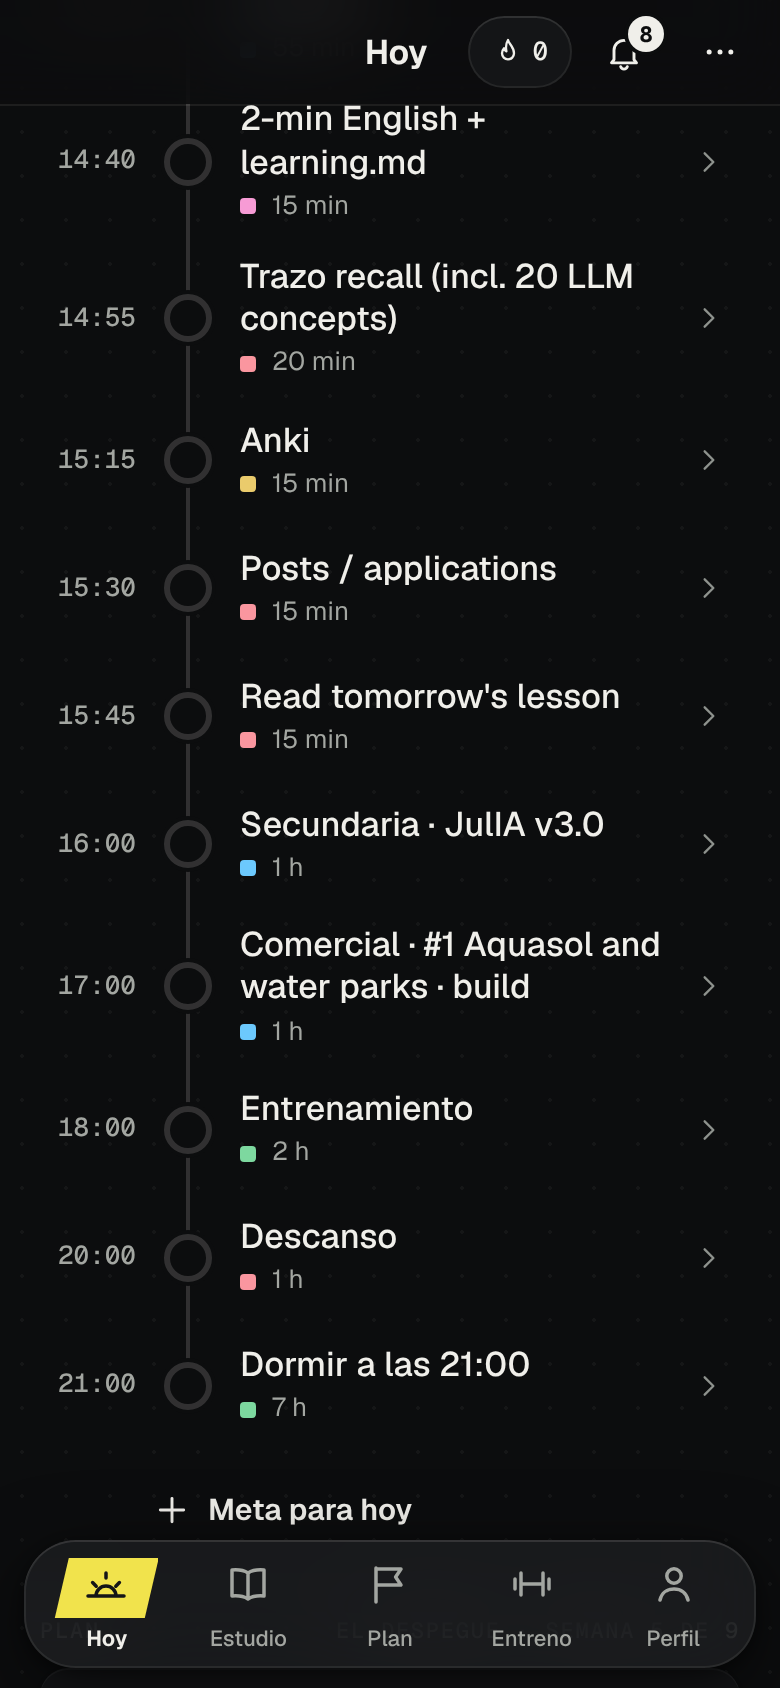 Hoy
0
8
2-min English +
learning.md
14:40
15 min
Trazo recall (incl. 20 LLM
concepts)
14:55
20 min
Anki
15:15
15 min
Posts / applications
15:30
15 min
Read tomorrow's lesson
15:45
15 min
Secundaria · JulIA v3.0
16:00
1 h
Comercial · #1 Aquasol and
water parks · build
17:00
1 h
Entrenamiento
18:00
2 h
Descanso
20:00
1 h
Dormir a las 21:00
21:00
7 h
Meta para hoy
Hoy
Estudio
Plan
Entreno
Perfil